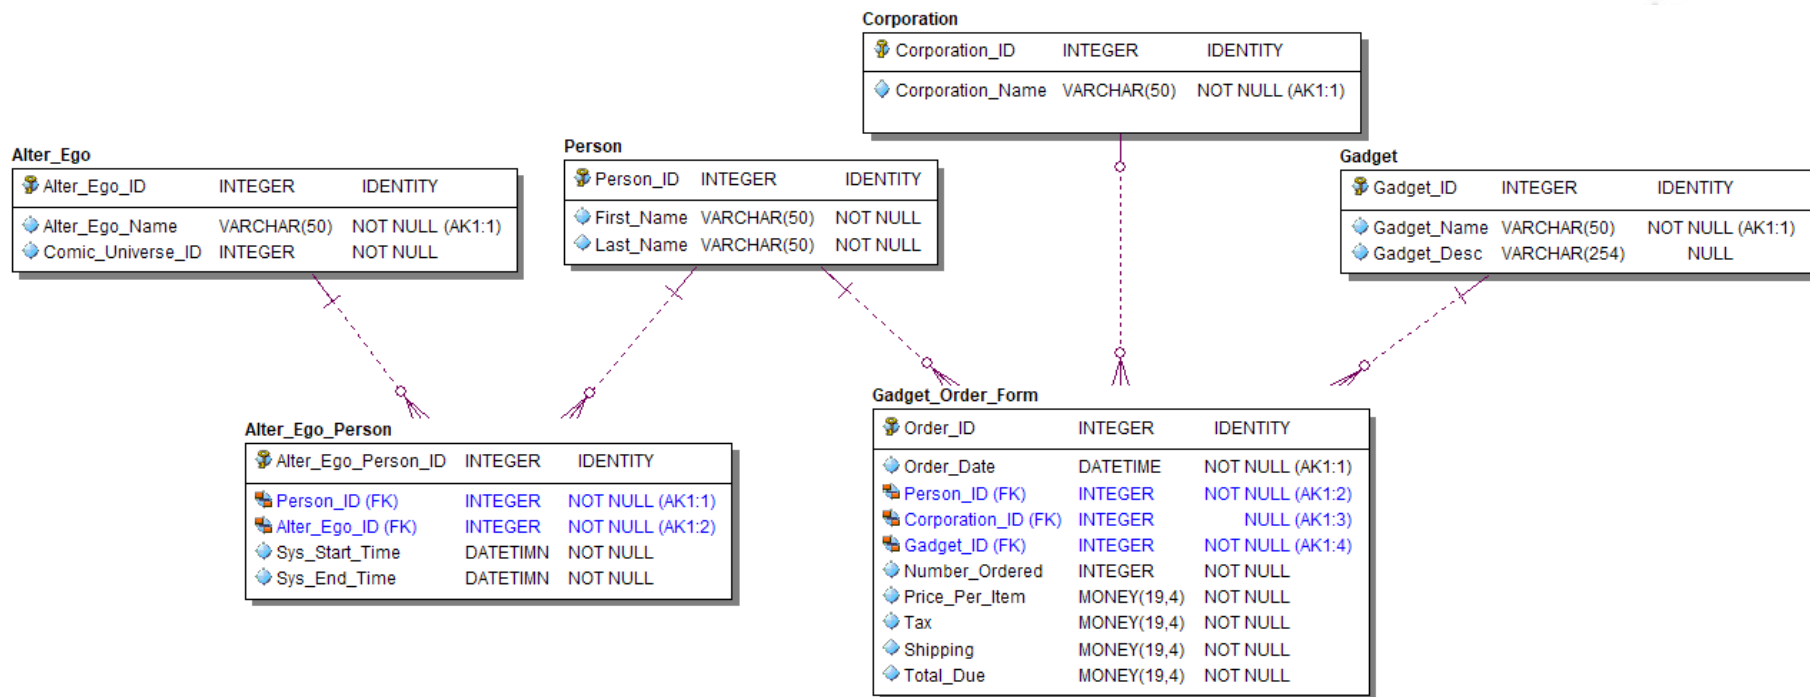 Corporation
Corporation_ID INTEGER IDENTITY
Corporation_Name VARCHAR(50) NOT NULL (AK1:1)
Alter_Ego
Alter_Ego_ID INTEGER IDENTITY
Alter_Ego_Name VARCHAR(50) NOT NULL (AK1:1)
Comic_Universe_ID INTEGER NOT NULL
Person
Person_ID INTEGER IDENTITY
First_Name VARCHAR(50) NOT NULL
Last_Name VARCHAR(50) NOT NULL
Gadget
Gadget_ID INTEGER IDENTITY
Gadget_Name VARCHAR(50) NOT NULL (AK1:1)
Gadget_Desc VARCHAR(254) NULL
Alter_Ego_Person
Alter_Ego_Person_ID INTEGER IDENTITY
Person_ID (FK) INTEGER NOT NULL (AK1:1)
Alter_Ego_ID (FK) INTEGER NOT NULL (AK1:2)
Sys_Start_Time DATETIMN NOT NULL
Sys_End_Time DATETIMN NOT NULL
Gadget_Order_Form
Order_ID INTEGER IDENTITY
Order_Date DATETIME NOT NULL (AK1:1)
Person_ID (FK) INTEGER NOT NULL (AK1:2)
Corporation_ID (FK) INTEGER NULL (AK1:3)
Gadget_ID (FK) INTEGER NOT NULL (AK1:4)
Number_Ordered INTEGER NOT NULL
Price_Per_Item MONEY(19,4) NOT NULL
Tax MONEY(19,4) NOT NULL
Shipping MONEY(19,4) NOT NULL
Total_Due MONEY(19,4) NOT NULL